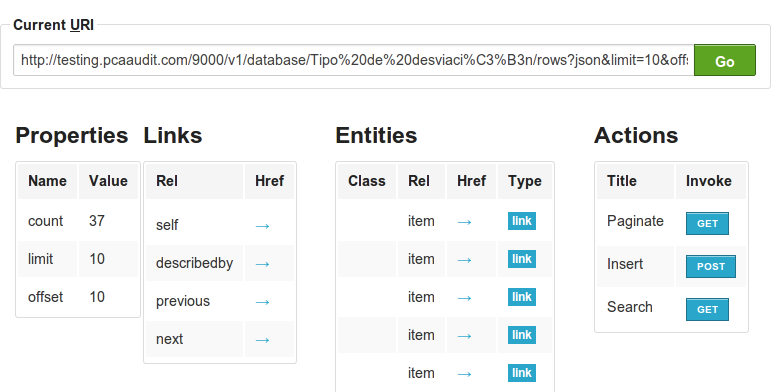 Current URI
http://testing.pcaaudit.com/9000/v1/database/Tipo%20de%20desviaci%C3%B3n/rows?json&limit=10&offs
Go
Properties
Name Value
count 37
limit 10
offset 10
Links
Rel Href
self →
describedby →
previous →
next →
Entities
Class Rel Href Type
item → link
item → link
item → link
item → link
item → link
Actions
Title Invoke
Paginate GET
Insert POST
Search GET